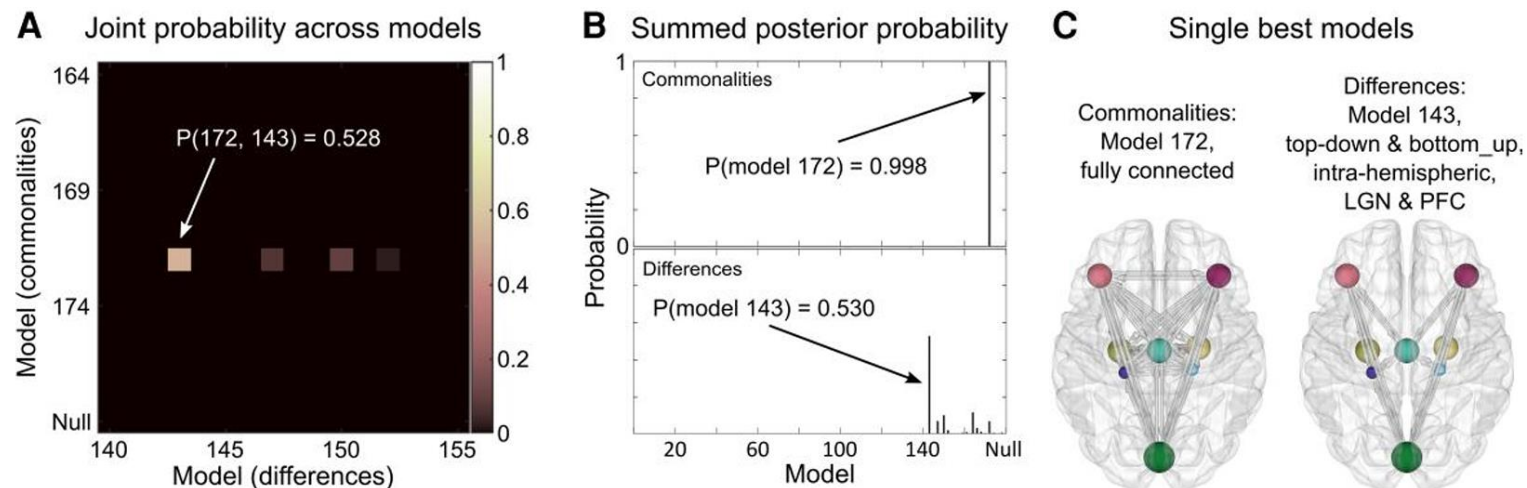 A Joint probability across models
164
169
174
Null
Model (commonalities)
P(172, 143) = 0.528
140 145 150 155
Model (differences)
1
0.8
0.6
0.4
0.2
0
B Summed posterior probability
1
0
Probability
Commonalities
P(model 172) = 0.998
Differences
P(model 143) = 0.530
20 60 100 140 Null
Model
C Single best models
Commonalities:
Model 172,
fully connected
Differences:
Model 143,
top-down & bottom_up,
intra-hemispheric,
LGN & PFC